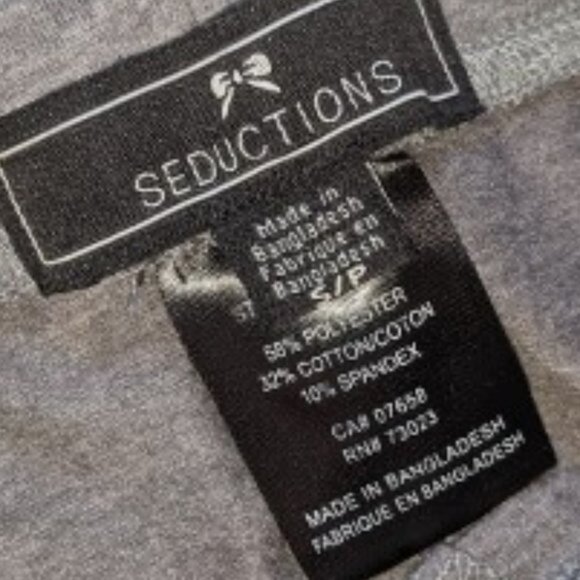 SEDUCTIONS
Made in
Bangladesh
Fabriqué en
Bangladesh
S/P
58% POLYESTER
32% COTTON/COTON
10% SPANDEX
CA# 07658
RN# 73023
MADE IN BANGLADESH
FABRIQUE EN BANGLADESH